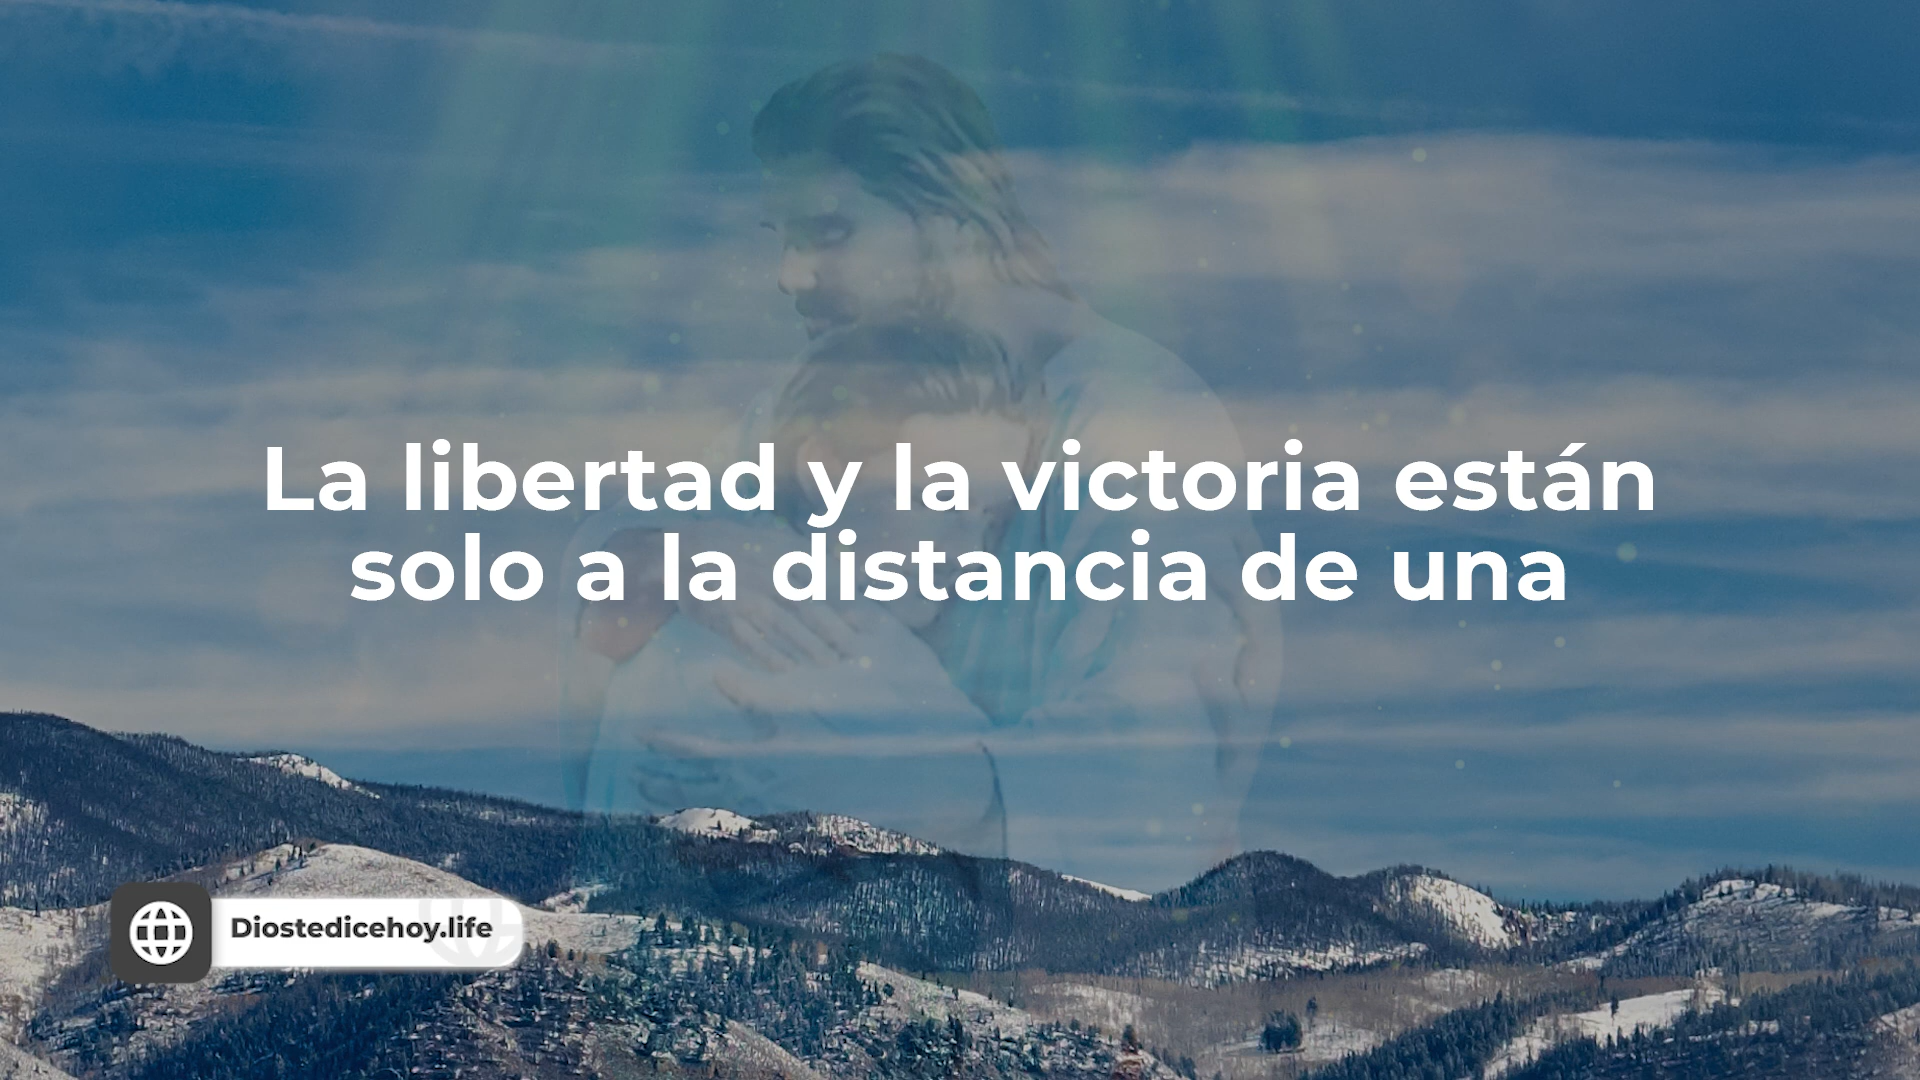 La libertad y la victoria están
solo a la distancia de una
Diostedicehoy.life